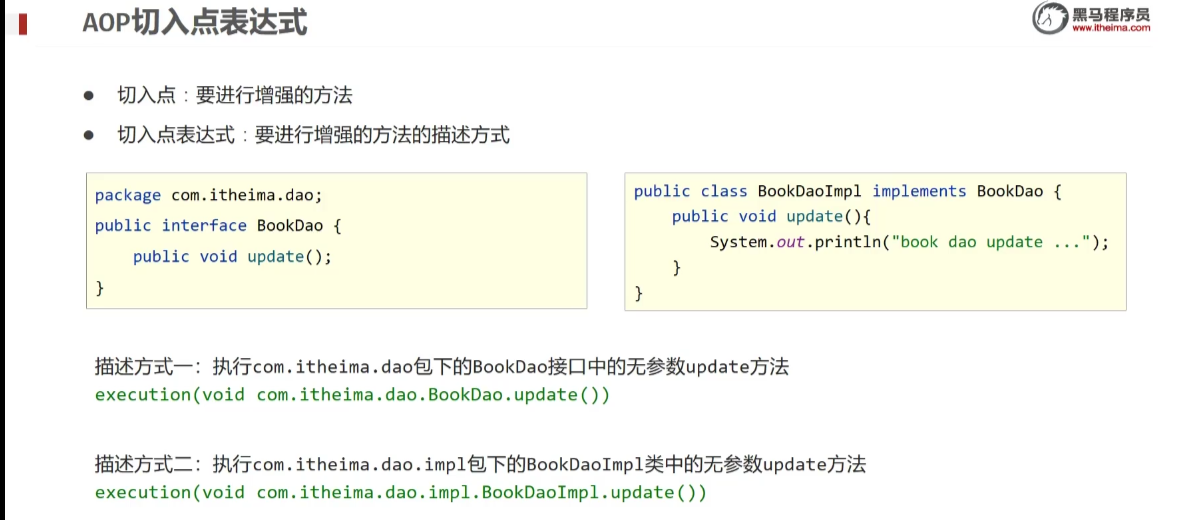 AOP切入点表达式
黑马程序员
www.itheima.com
● 切入点：要进行增强的方法
● 切入点表达式：要进行增强的方法的描述方式
package com.itheima.dao;
public interface BookDao {
public void update();
}
public class BookDaoImpl implements BookDao {
public void update(){
System.out.println("book dao update ...");
}
}
描述方式一：执行com.itheima.dao包下的BookDao接口中的无参数update方法
execution(void com.itheima.dao.BookDao.update())
描述方式二：执行com.itheima.dao.impl包下的BookDaoImpl类中的无参数update方法
execution(void com.itheima.dao.impl.BookDaoImpl.update())